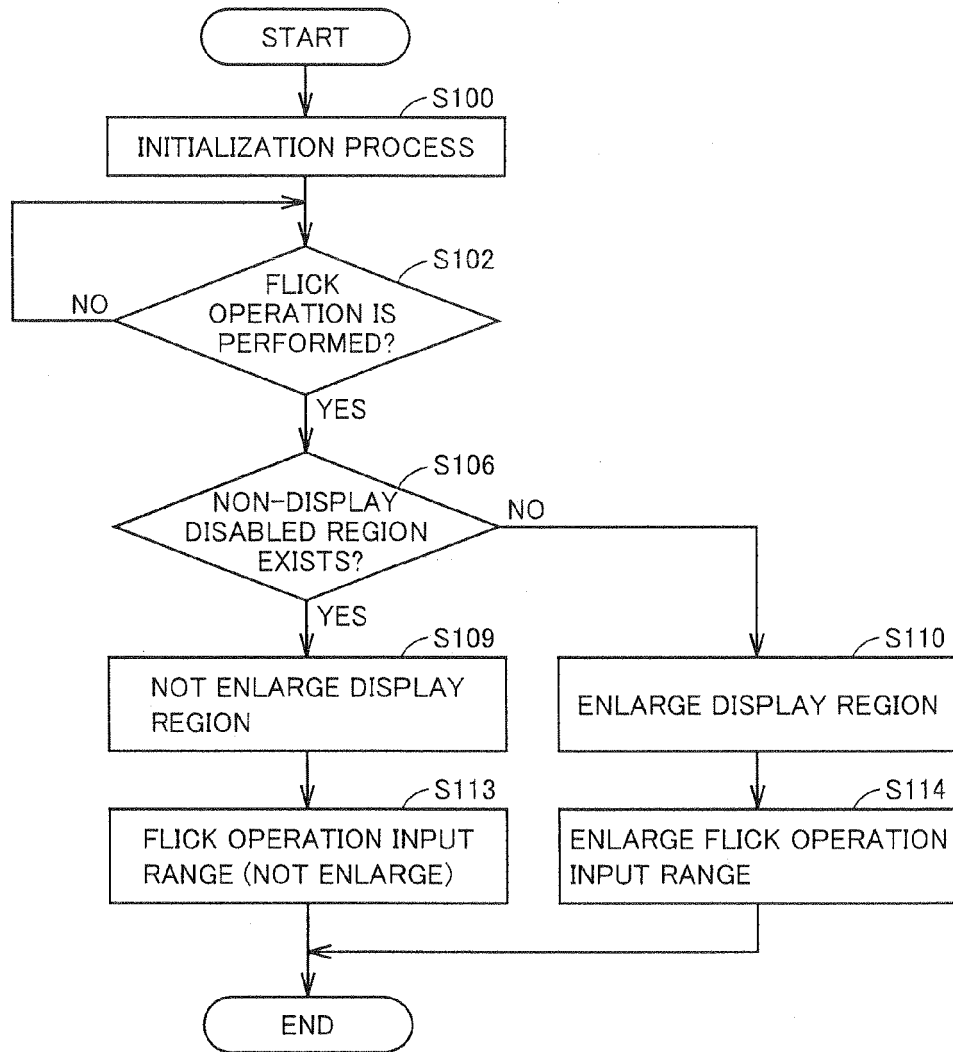 START
S100
INITIALIZATION PROCESS
S102
FLICK
OPERATION IS
PERFORMED?
NO
YES
S106
NON-DISPLAY
DISABLED REGION
EXISTS?
NO
YES
S109
NOT ENLARGE DISPLAY
REGION
S110
ENLARGE DISPLAY REGION
S113
FLICK OPERATION INPUT
RANGE (NOT ENLARGE)
S114
ENLARGE FLICK OPERATION
INPUT RANGE
END